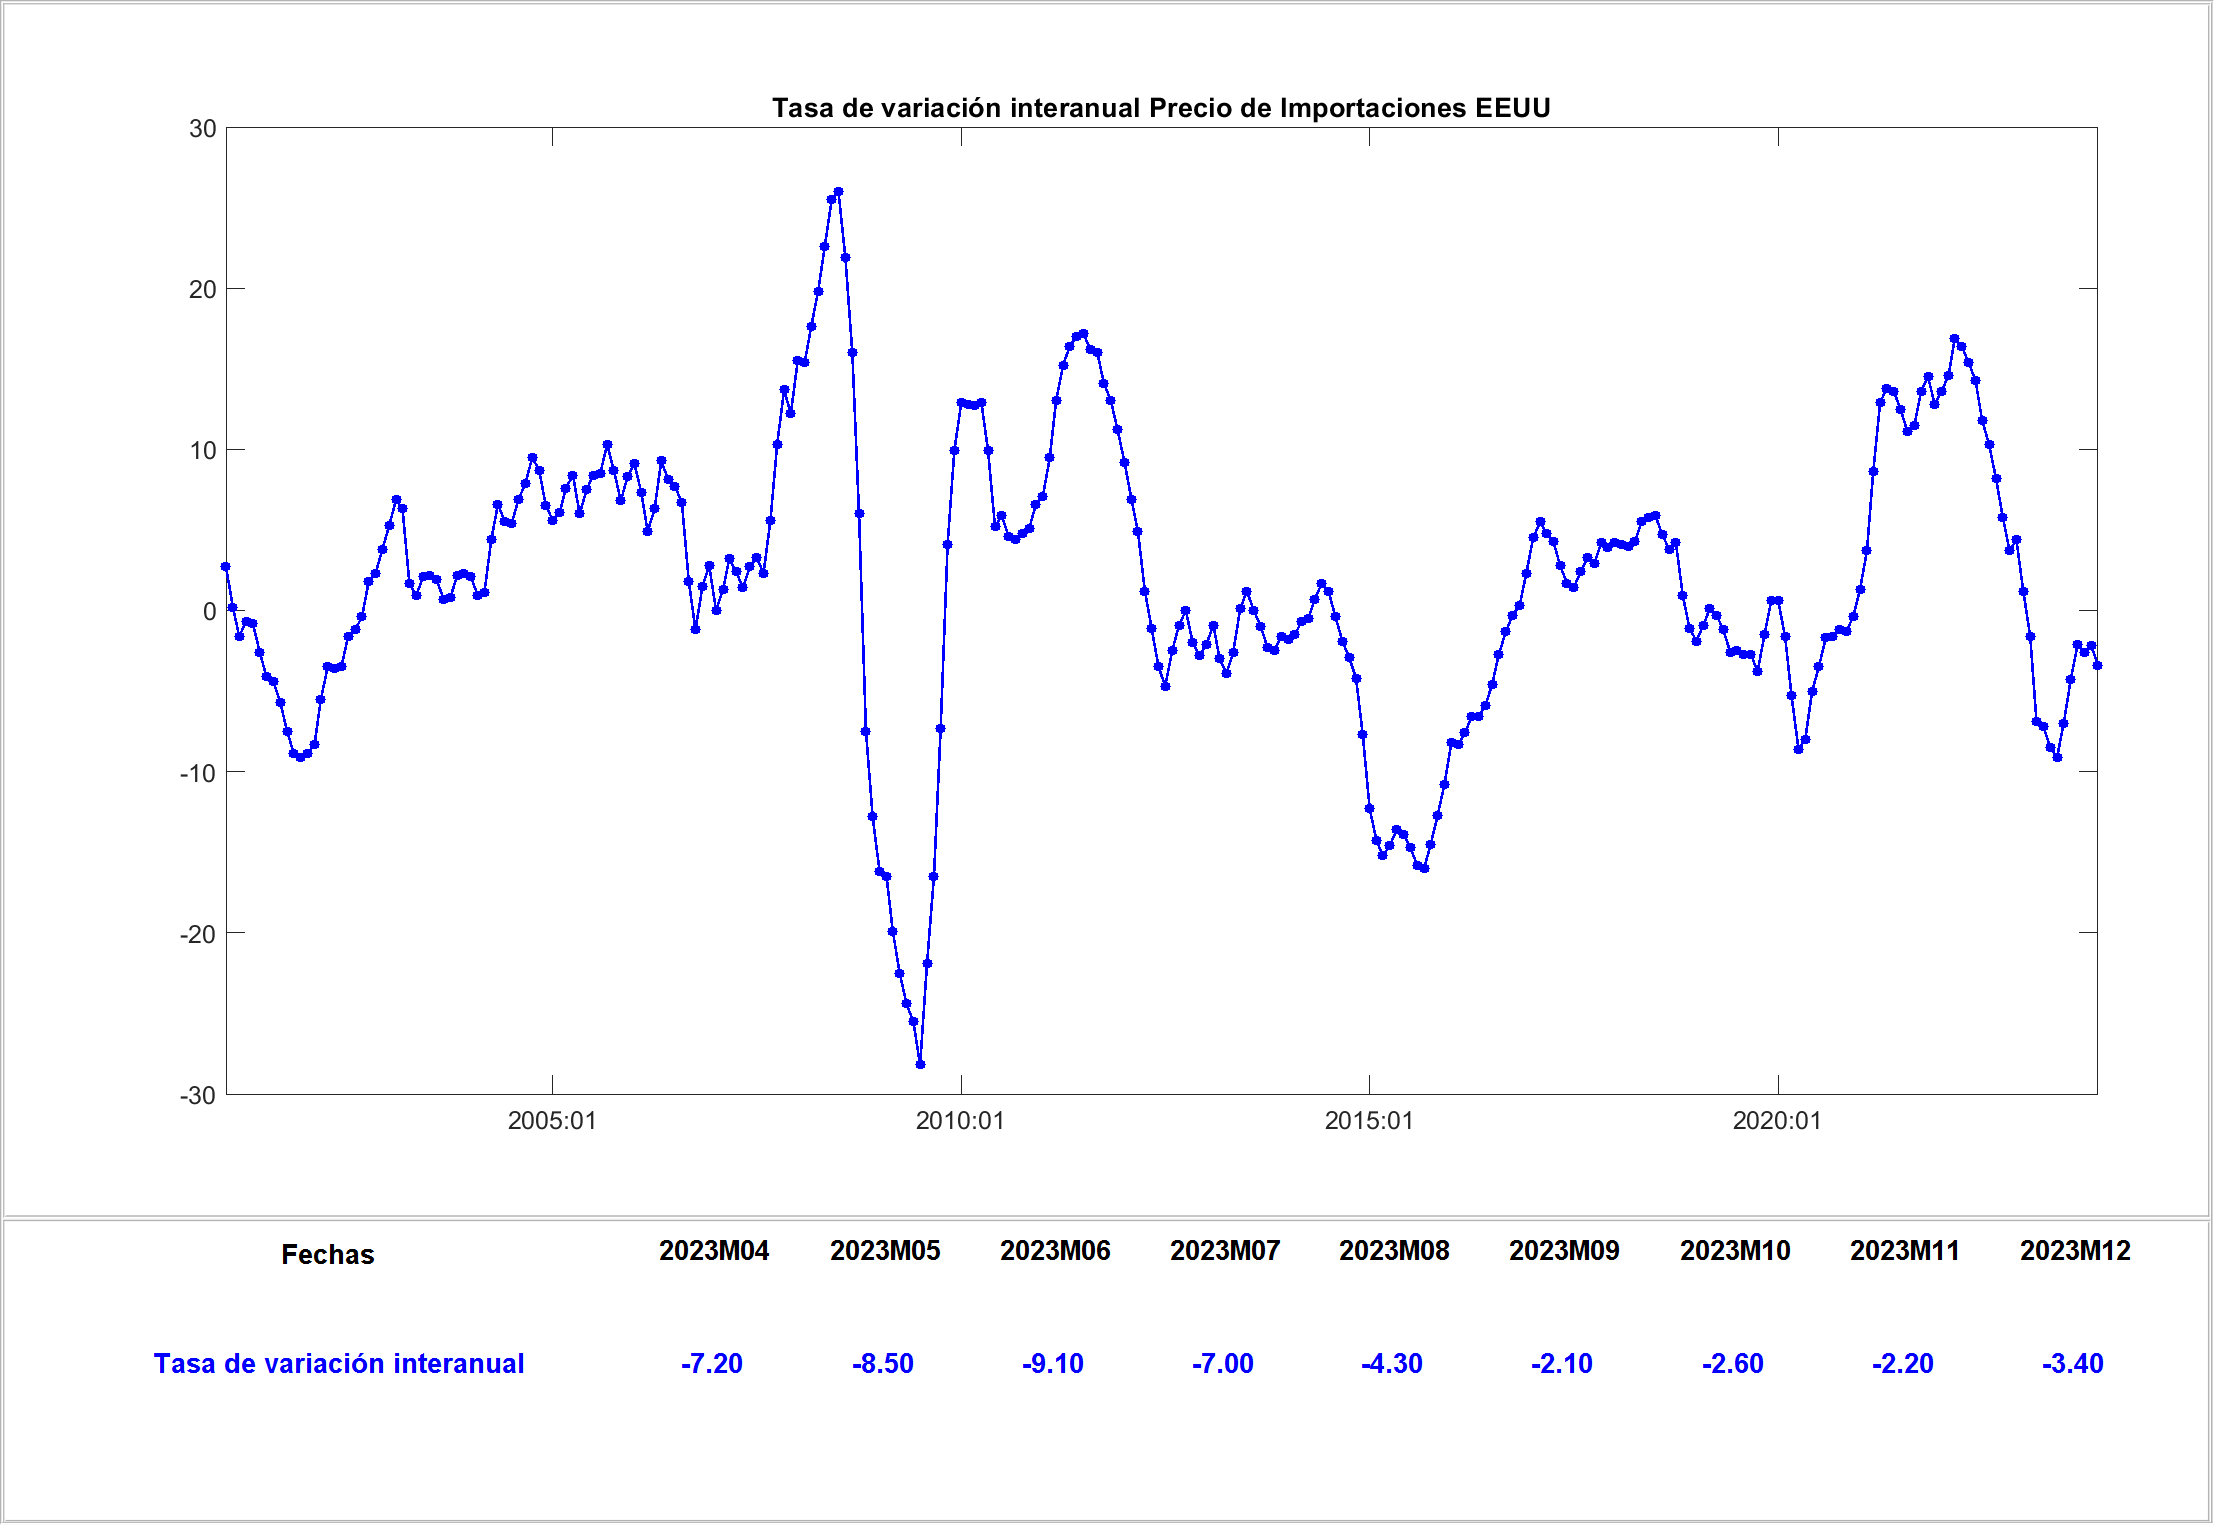 Tasa de variación interanual Precio de Importaciones EEUU
30
20
10
0
-10
-20
-30
2005:01 2010:01 2015:01 2020:01
Fechas 2023M04 2023M05 2023M06 2023M07 2023M08 2023M09 2023M10 2023M11 2023M12
Tasa de variación interanual -7.20 -8.50 -9.10 -7.00 -4.30 -2.10 -2.60 -2.20 -3.40